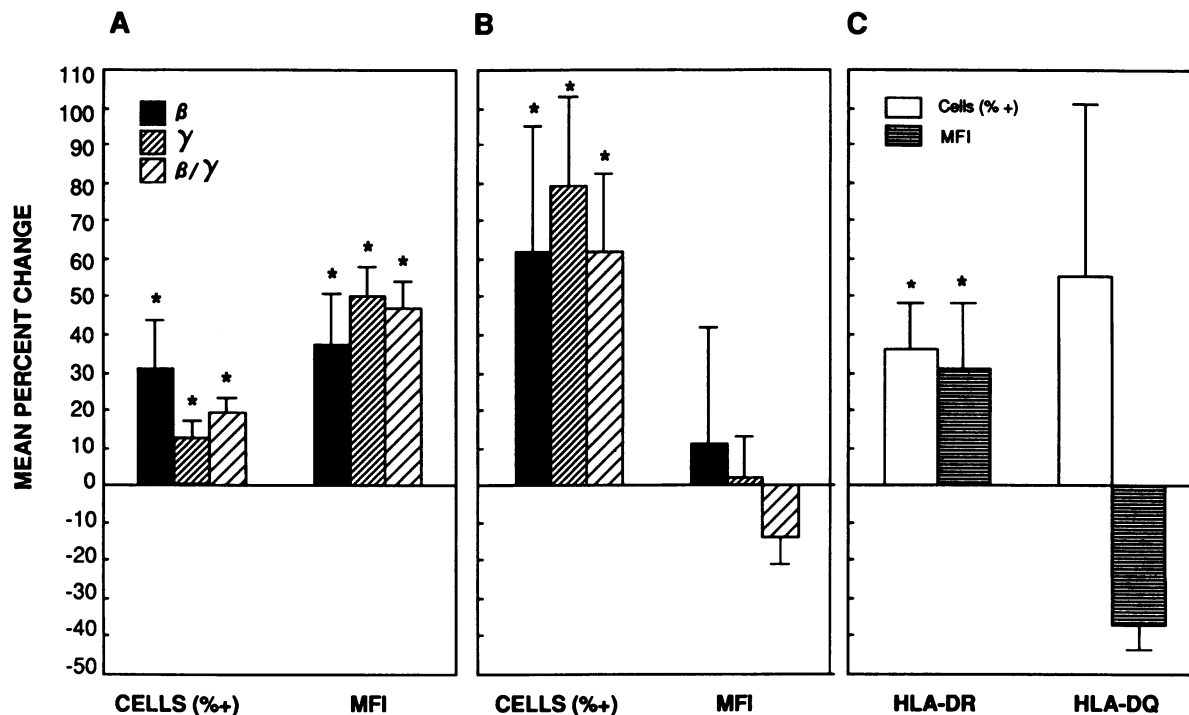 A
B
C
MEAN PERCENT CHANGE
110
100
90
80
70
60
50
40
30
20
10
0
-10
-20
-30
-40
-50
β
γ
β/γ
* * * * * *
* * *
Cells (% +)
MFI
* *
CELLS (%+) MFI
CELLS (%+) MFI
HLA-DR HLA-DQ